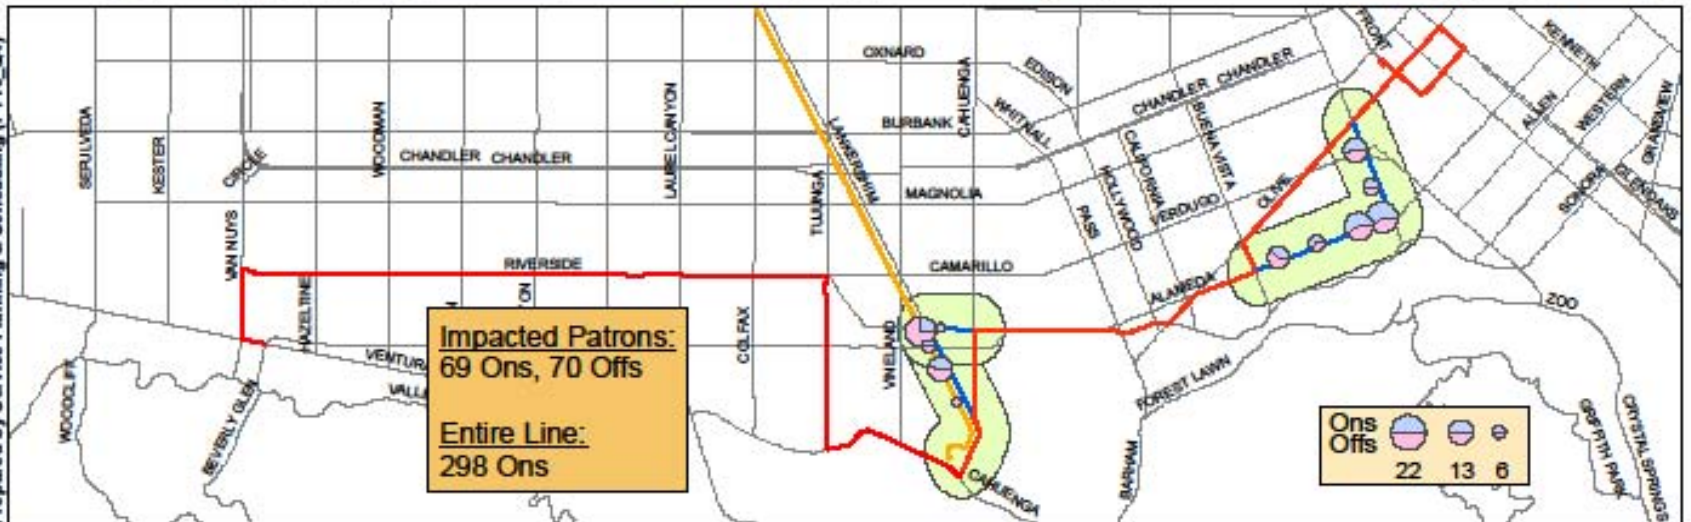 OXNARD
FRONT
KENNETH
EDISON
CHANDLER CHANDLER
CAHUENGA
LAUREL CANYON
WOODMAN
SEPULVEDA
KESTER
CIRCLE
CHANDLER CHANDLER
BURBANK
WHITNALL
LANKERSHIM
BUENA VISTA
CALIFORNIA
HOLLYWOOD
ALLEN
WESTERN
GRANDVIEW
GLENOAKS
SONORA
MAGNOLIA
VERDUGO
OLIVE
PASS
TUJUNGA
VAN NUYS
RIVERSIDE
CAMARILLO
ALAMEDA
ZOO
HAZELTINE
ON
COLFAX
VINELAND
VENTURA
VALL
WOODCLIFF
BEVERLY GLEN
FOREST LAWN
BARHAM
CAHUENGA
GRIFFITH PARK
CRYSTAL SPRINGS
Impacted Patrons:
69 Ons, 70 Offs
Entire Line:
298 Ons
Ons
Offs
22 13 6